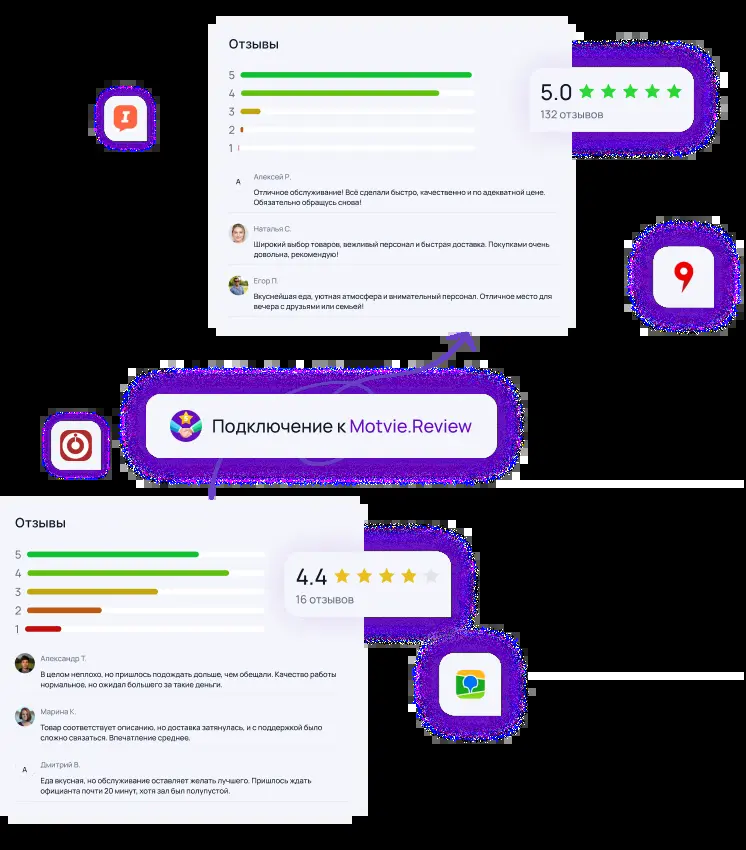 Отзывы
5
4
3
2
1
5.0
132 отзывов
А
Алексей Р.
Отличное обслуживание! Всё сделали быстро, качественно и по адекватной цене.
Обязательно обращусь снова!
Наталья С.
Широкий выбор товаров, вежливый персонал и быстрая доставка. Покупками очень
довольна, рекомендую!
Егор П.
Вкуснейшая еда, уютная атмосфера и внимательный персонал. Отличное место для
вечера с друзьями или семьей!
Подключение к Motvie.Review
Отзывы
5
4
3
2
1
4.4
16 отзывов
Александр Т.
В целом неплохо, но пришлось подождать дольше, чем обещали. Качество работы
нормальное, но ожидал большего за такие деньги.
Марина К.
Товар соответствует описанию, но доставка затянулась, и с поддержкой было
сложно связаться. Впечатление среднее.
А
Дмитрий В.
Еда вкусная, но обслуживание оставляет желать лучшего. Пришлось ждать
официанта почти 20 минут, хотя зал был полупустой.